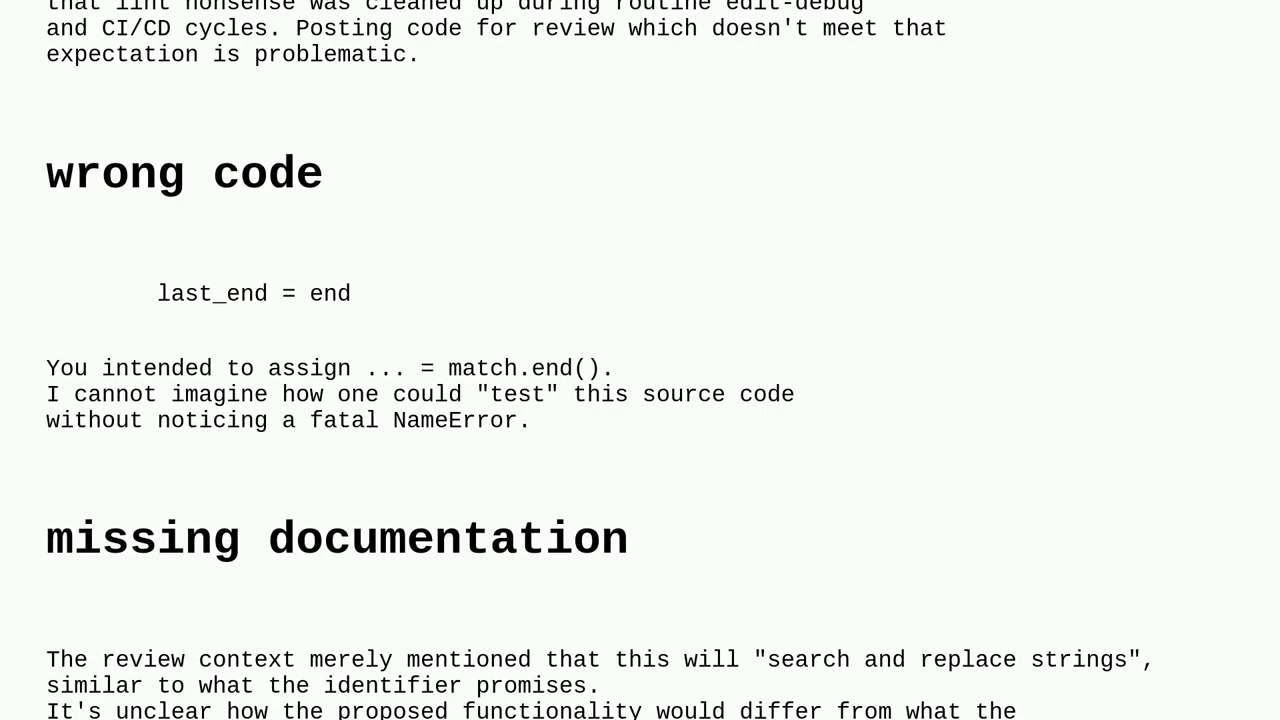 that lint nonsense was cleaned up during routine edit-debug
and CI/CD cycles. Posting code for review which doesn't meet that
expectation is problematic.
wrong code
last_end = end
You intended to assign ... = match.end().
I cannot imagine how one could "test" this source code
without noticing a fatal NameError.
missing documentation
The review context merely mentioned that this will "search and replace strings",
similar to what the identifier promises.
It's unclear how the proposed functionality would differ from what the